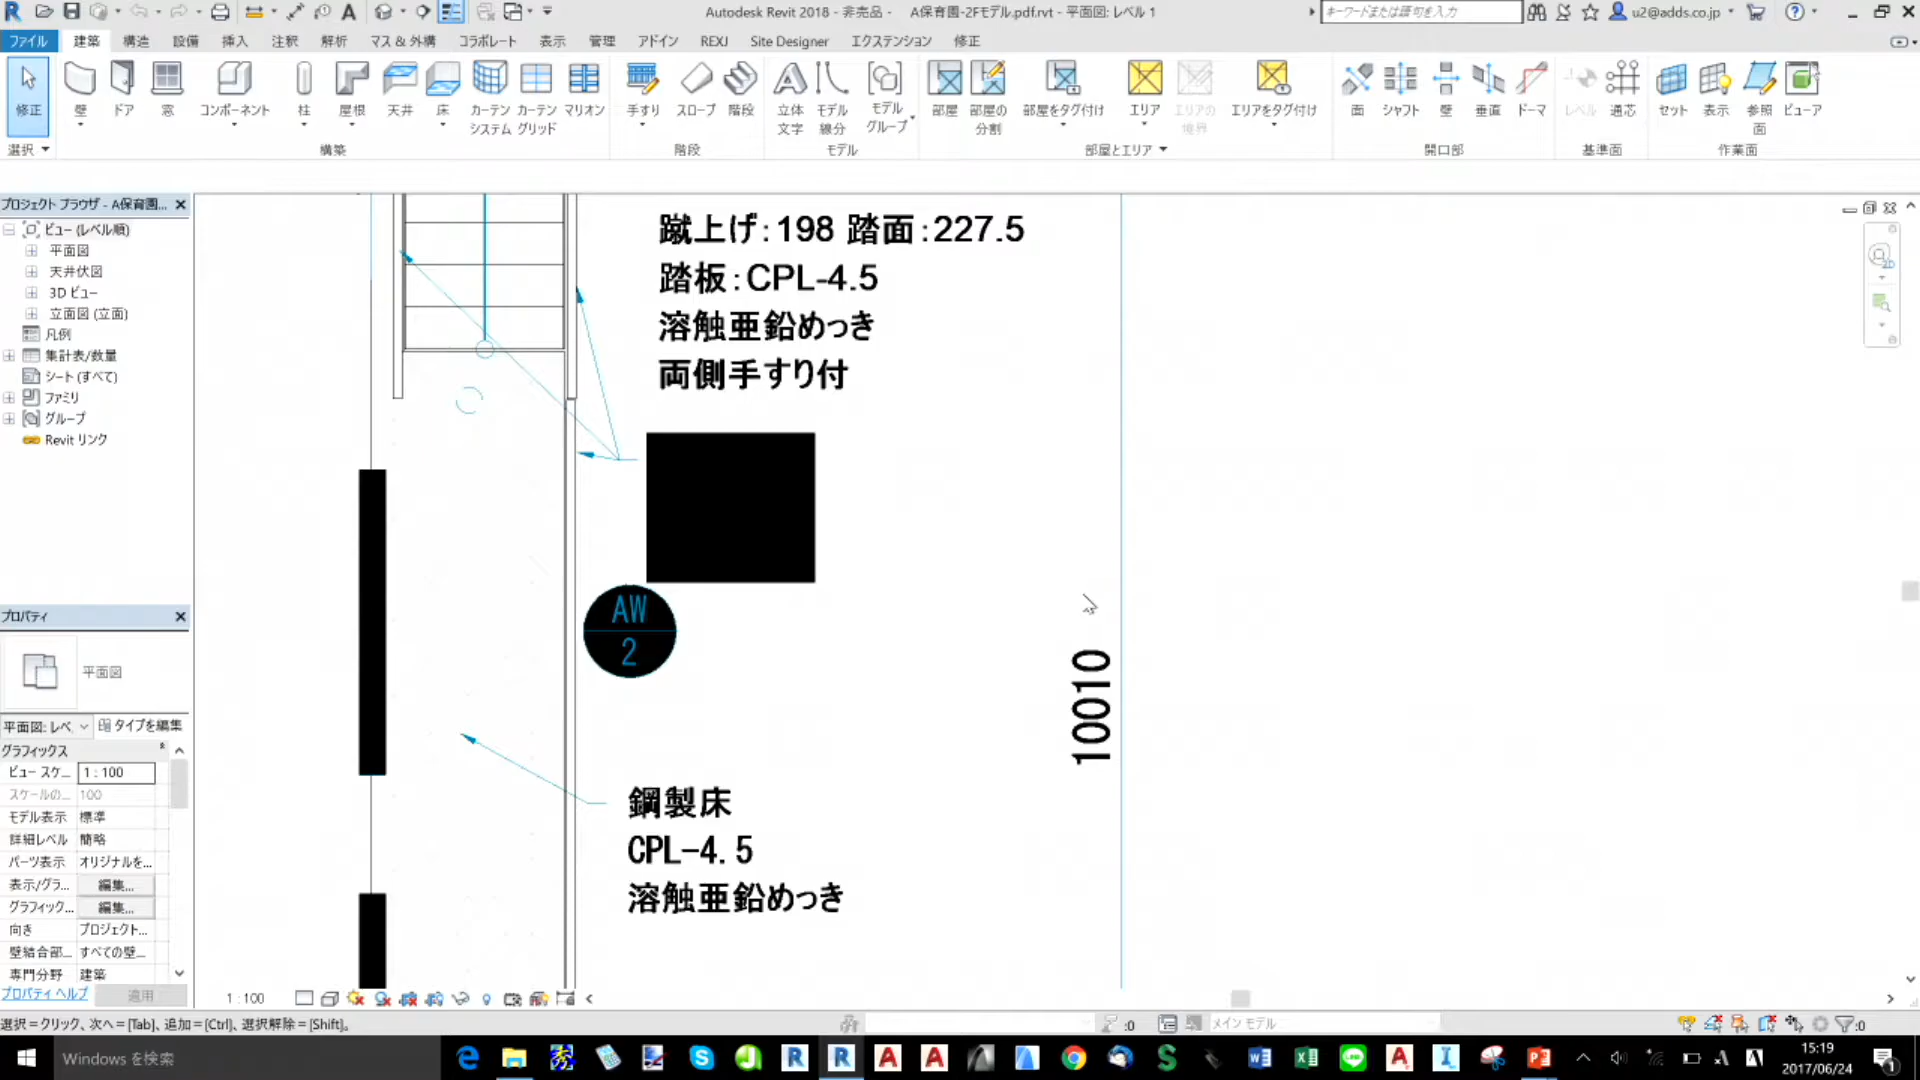 Autodesk Revit 2018 - 非売品 - A保育園-2Fモデル.pdf.rvt - 平面図: レベル 1
キーワードまたは語句を入力
u2@adds.co.jp
ファイル 建築 構造 設備 挿入 注釈 解析 マス & 外構 コラボレート 表示 管理 アドイン REXJ Site Designer エクステンション 修正
修正 壁 ドア 窓 コンポーネント 柱 屋根 天井 床 カーテン システム カーテン グリッド マリオン 手すり スロープ 階段 立体 文字 モデル 線分 モデル グループ 部屋 部屋の 分割 部屋をタグ付け エリア エリアの 境界 エリアをタグ付け 面 シャフト 壁 垂直 ドーマ レベル 通芯 セット 表示 参照 面 ビューア
選択 構築 階段 モデル 部屋とエリア 開口部 基準面 作業面
プロジェクト ブラウザ - A保育園...
ビュー (レベル順)
平面図
天井伏図
3D ビュー
立面図 (立面)
凡例
集計表/数量
シート (すべて)
ファミリ
グループ
Revit リンク
プロパティ
平面図
平面図: レベ タイプを編集
グラフィックス
ビュー スケ... 1 : 100
スケールの... 100
モデル表示 標準
詳細レベル 簡略
パーツ表示 オリジナルを...
表示/グラ... 編集...
グラフィック... 編集...
向き プロジェクト...
壁結合部... すべての壁...
専門分野 建築
プロパティ ヘルプ 適用
蹴上げ:198 踏面:227.5
踏板:CPL-4.5
溶触亜鉛めっき
両側手すり付
AW
2
10010
鋼製床
CPL-4.5
溶触亜鉛めっき
1 : 100
選択=クリック、次へ=[Tab]、追加=[Ctrl]、選択解除=[Shift]。
:0
メイン モデル
:0
Windows を検索
15:19
2017/06/24